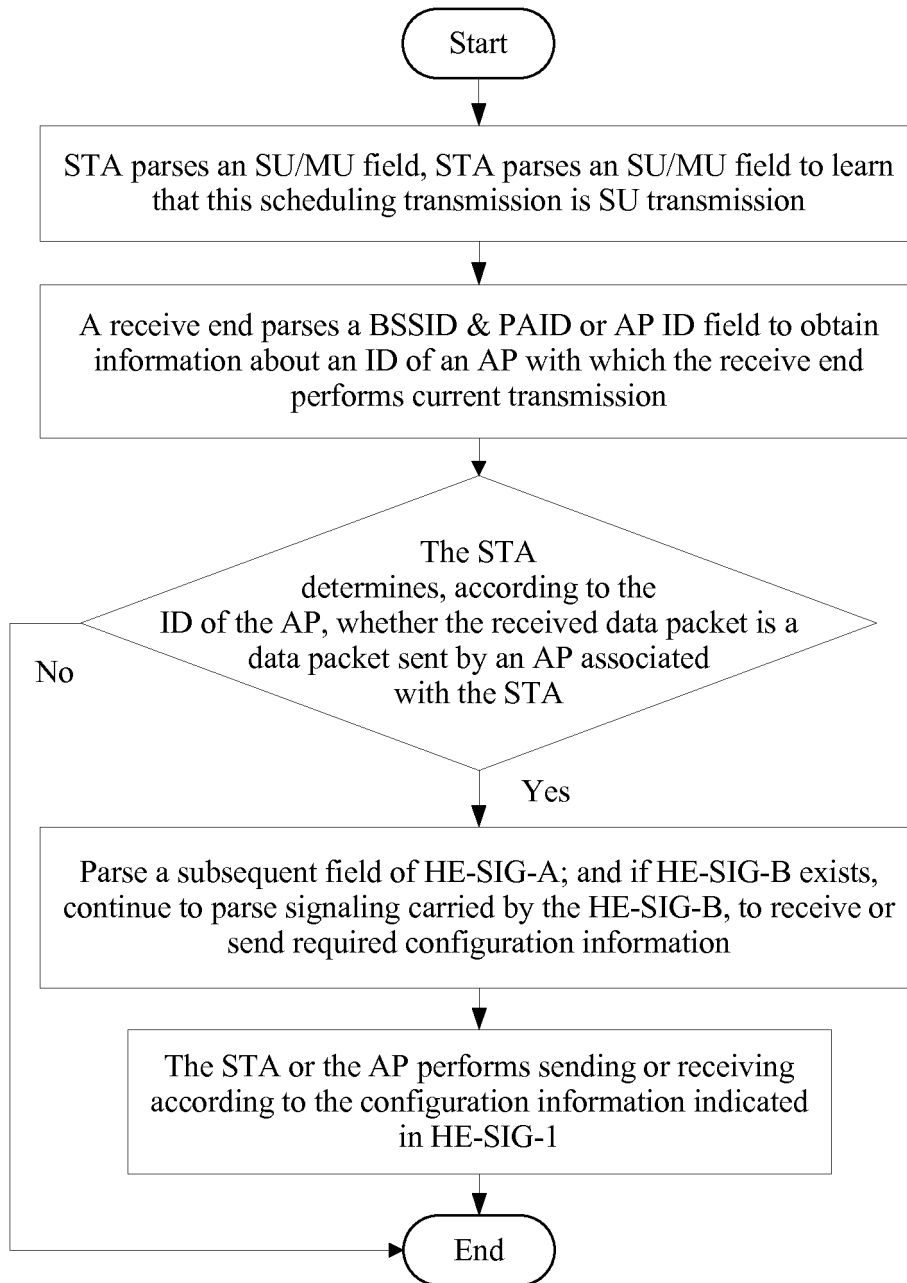 Start
STA parses an SU/MU field, STA parses an SU/MU field to learn
that this scheduling transmission is SU transmission
A receive end parses a BSSID & PAID or AP ID field to obtain
information about an ID of an AP with which the receive end
performs current transmission
The STA
determines, according to the
ID of the AP, whether the received data packet is a
data packet sent by an AP associated
with the STA
No
Yes
Parse a subsequent field of HE-SIG-A; and if HE-SIG-B exists,
continue to parse signaling carried by the HE-SIG-B, to receive or
send required configuration information
The STA or the AP performs sending or receiving
according to the configuration information indicated
in HE-SIG-1
End